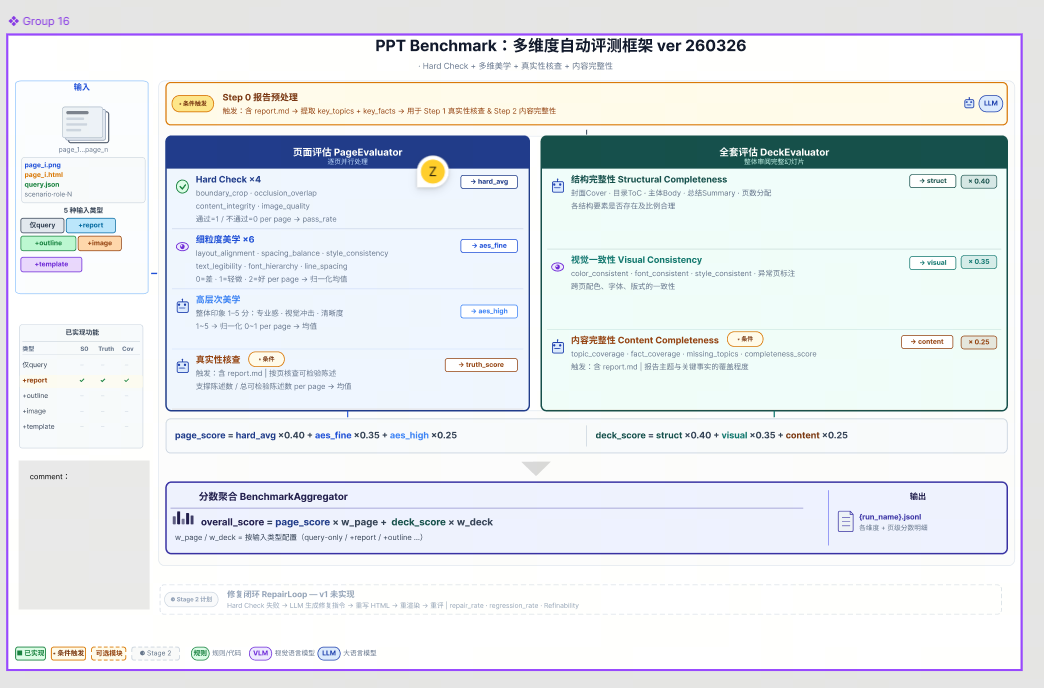 Group 16
PPT Benchmark：多维度自动评测框架 ver 260326
· Hard Check + 多维美学 + 真实性核查 + 内容完整性
输入
page_1...page_n
page_i.png
page_i.html
query.json
scenario-role-N
5 种输入类型
仅query
+report
+outline
+image
+template
已实现功能
类型 S0 Truth Cov
仅query - - -
+report ✓ ✓ ✓
+outline - - -
+image - - -
+template - - -
comment：
• 条件触发
Step 0 报告预处理
触发：含 report.md → 提取 key_topics + key_facts → 用于 Step 1 真实性核查 & Step 2 内容完整性
LLM
页面评估 PageEvaluator
逐页并行处理
Z
Hard Check ×4
→ hard_avg
boundary_crop · occlusion_overlap
content_integrity · image_quality
通过=1 / 不通过=0 per page → pass_rate
细粒度美学 ×6
→ aes_fine
layout_alignment · spacing_balance · style_consistency
text_legibility · font_hierarchy · line_spacing
0=差 · 1=轻微 · 2=好 per page → 归一化均值
高层次美学
→ aes_high
整体印象 1–5 分：专业感 · 视觉冲击 · 清晰度
1~5 → 归一化 0~1 per page → 均值
真实性核查
• 条件
→ truth_score
触发：含 report.md | 按页核查可检验陈述
支撑陈述数 / 总可检验陈述数 per page → 均值
全套评估 DeckEvaluator
整体审阅完整幻灯片
结构完整性 Structural Completeness
→ struct
× 0.40
封面Cover · 目录ToC · 主体Body · 总结Summary · 页数分配
各结构要素是否存在及比例合理
视觉一致性 Visual Consistency
→ visual
× 0.35
color_consistent · font_consistent · style_consistent · 异常页标注
跨页配色、字体、版式的一致性
内容完整性 Content Completeness
• 条件
→ content
× 0.25
topic_coverage · fact_coverage · missing_topics · completeness_score
触发：含 report.md | 报告主题与关键事实的覆盖程度
page_score = hard_avg ×0.40 + aes_fine ×0.35 + aes_high ×0.25
deck_score = struct ×0.40 + visual ×0.35 + content ×0.25
分数聚合 BenchmarkAggregator
overall_score = page_score × w_page + deck_score × w_deck
w_page / w_deck = 按输入类型配置（query-only / +report / +outline ...）
输出
{run_name}.jsonl
各维度 + 页级分数明细
Stage 2 计划
修复闭环 RepairLoop — v1 未实现
Hard Check 失败 → LLM 生成修复指令 → 重写 HTML → 重渲染 → 重评 | repair_rate · regression_rate · Refinability
已实现
• 条件触发
可选模块
Stage 2
规则 规则/代码
VLM 视觉语言模型
LLM 大语言模型